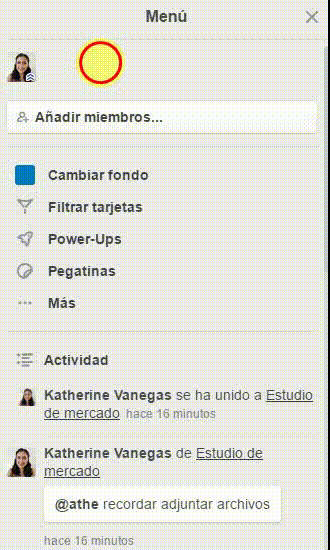 Menú
Añadir miembros...
Cambiar fondo
Filtrar tarjetas
Power-Ups
Pegatinas
Más
Actividad
Katherine Vanegas se ha unido a Estudio
de mercado hace 16 minutos
Katherine Vanegas de Estudio de
mercado
@athe recordar adjuntar archivos
hace 16 minutos